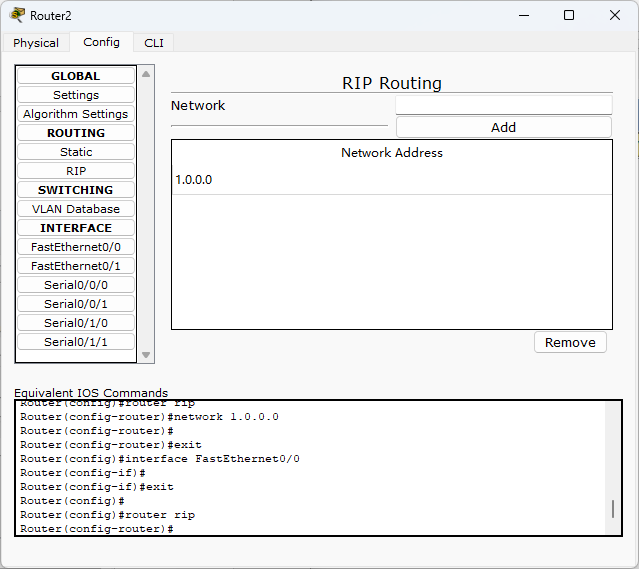 Router2
Physical Config CLI
GLOBAL
Settings
Algorithm Settings
ROUTING
Static
RIP
SWITCHING
VLAN Database
INTERFACE
FastEthernet0/0
FastEthernet0/1
Serial0/0/0
Serial0/0/1
Serial0/1/0
Serial0/1/1
RIP Routing
Network
Add
Network Address
1.0.0.0
Remove
Equivalent IOS Commands
Router(config)#router rip
Router(config-router)#network 1.0.0.0
Router(config-router)#
Router(config-router)#exit
Router(config)#interface FastEthernet0/0
Router(config-if)#
Router(config-if)#exit
Router(config)#
Router(config)#router rip
Router(config-router)#